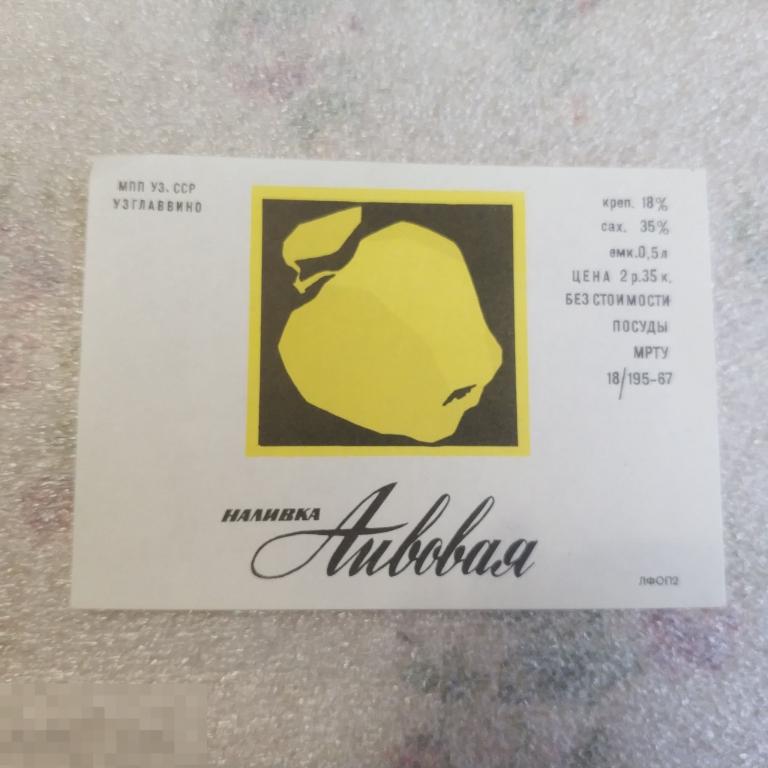 МПП УЗ. ССР
УЗГЛАВВИНО
креп. 18%
сах. 35%
емк.0,5л
ЦЕНА 2 р.35 к.
БЕЗ СТОИМОСТИ
ПОСУДЫ
МРТУ
18/195-67
НАЛИВКА
Айвовая
ЛФОП2